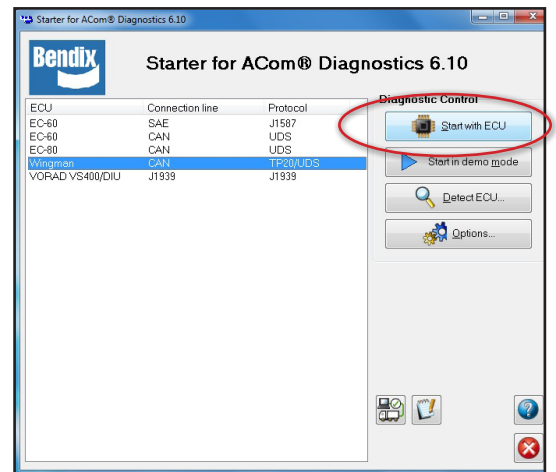 Starter for ACom® Diagnostics 6.10
Bendix
Starter for ACom® Diagnostics 6.10
ECU Connection line Protocol
EC-60 SAE J1587
EC-60 CAN UDS
EC-80 CAN UDS
Wingman CAN TP20/UDS
VORAD VS400/DIU J1939 J1939
Diagnostic Control
Start with ECU
Start in demo mode
Detect ECU...
Options...